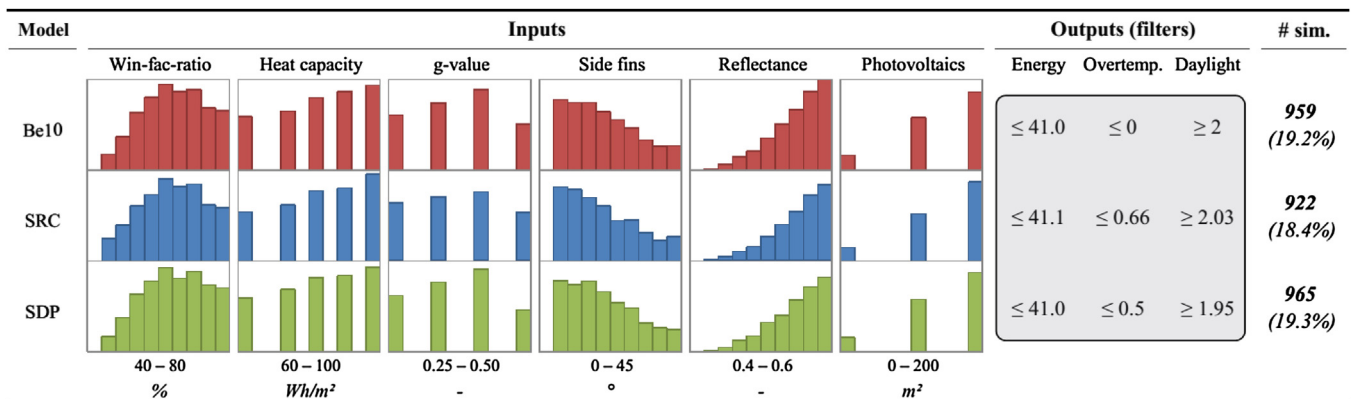 Model Inputs Outputs (filters) # sim.
Win-fac-ratio Heat capacity g-value Side fins Reflectance Photovoltaics Energy Overtemp. Daylight
Be10 ≤ 41.0 ≤ 0 ≥ 2 959
(19.2%)
SRC ≤ 41.1 ≤ 0.66 ≥ 2.03 922
(18.4%)
SDP ≤ 41.0 ≤ 0.5 ≥ 1.95 965
(19.3%)
40 – 80 60 – 100 0.25 – 0.50 0 – 45 0.4 – 0.6 0 – 200
% Wh/m² - ° - m²